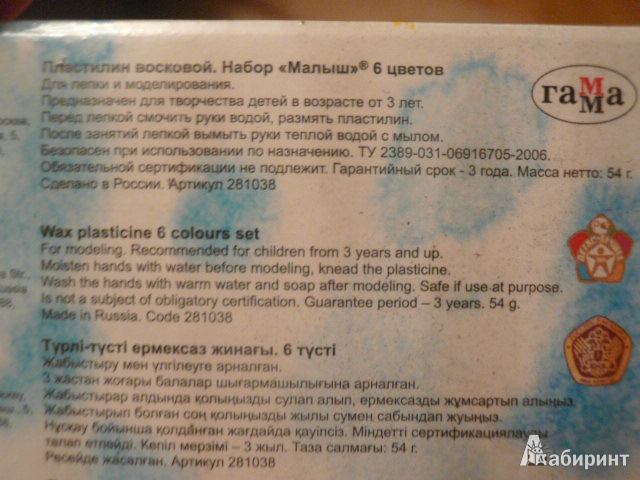 Пластилин восковой. Набор «Малыш»® 6 цветов
Для лепки и моделирования.
Предназначен для творчества детей в возрасте от 3 лет.
Перед лепкой смочить руки водой, размять пластилин.
После занятий лепкой вымыть руки теплой водой с мылом.
Безопасен при использовании по назначению. ТУ 2389-031-06916705-2006.
Обязательной сертификации не подлежит. Гарантийный срок - 3 года. Масса нетто: 54 г.
Сделано в России. Артикул 281038
гамма
Wax plasticine 6 colours set
For modeling. Recommended for children from 3 years and up.
Moisten hands with water before modeling, knead the plasticine.
Wash the hands with warm water and soap after modeling. Safe if use at purpose.
Is not a subject of obligatory certification. Guarantee period – 3 years. 54 g.
Made in Russia. Code 281038
Түрлі-түсті ермексаз жинағы. 6 түсті
Жабыстыру мен үлгілеуге арналған.
3 жастан жоғары балалар шығармашылығына арналған.
Жабыстырар алдында қолыңызды сулап алып, ермексазды жұмсартып алыңыз.
Жабыстырып болған соң қолыңызды жылы сумен сабындап жуыңыз.
Нұсқау бойынша қолданған жағдайда қауіпсіз. Міндетті сертификациялауды
талап етпейді. Кепіл мерзімі – 3 жыл. Таза салмағы: 54 г.
Ресейде жасалған. Артикул 281038
Лабиринт